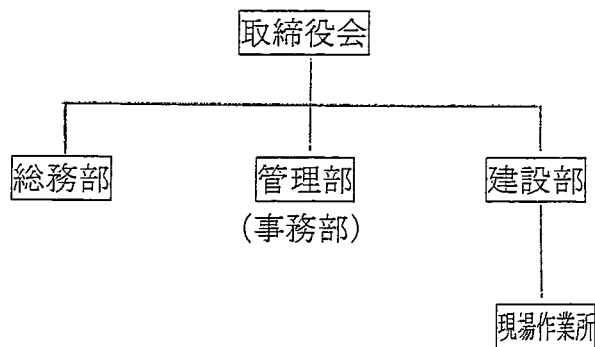 取締役会
総務部
管理部
建設部
(事務部)
現場作業所